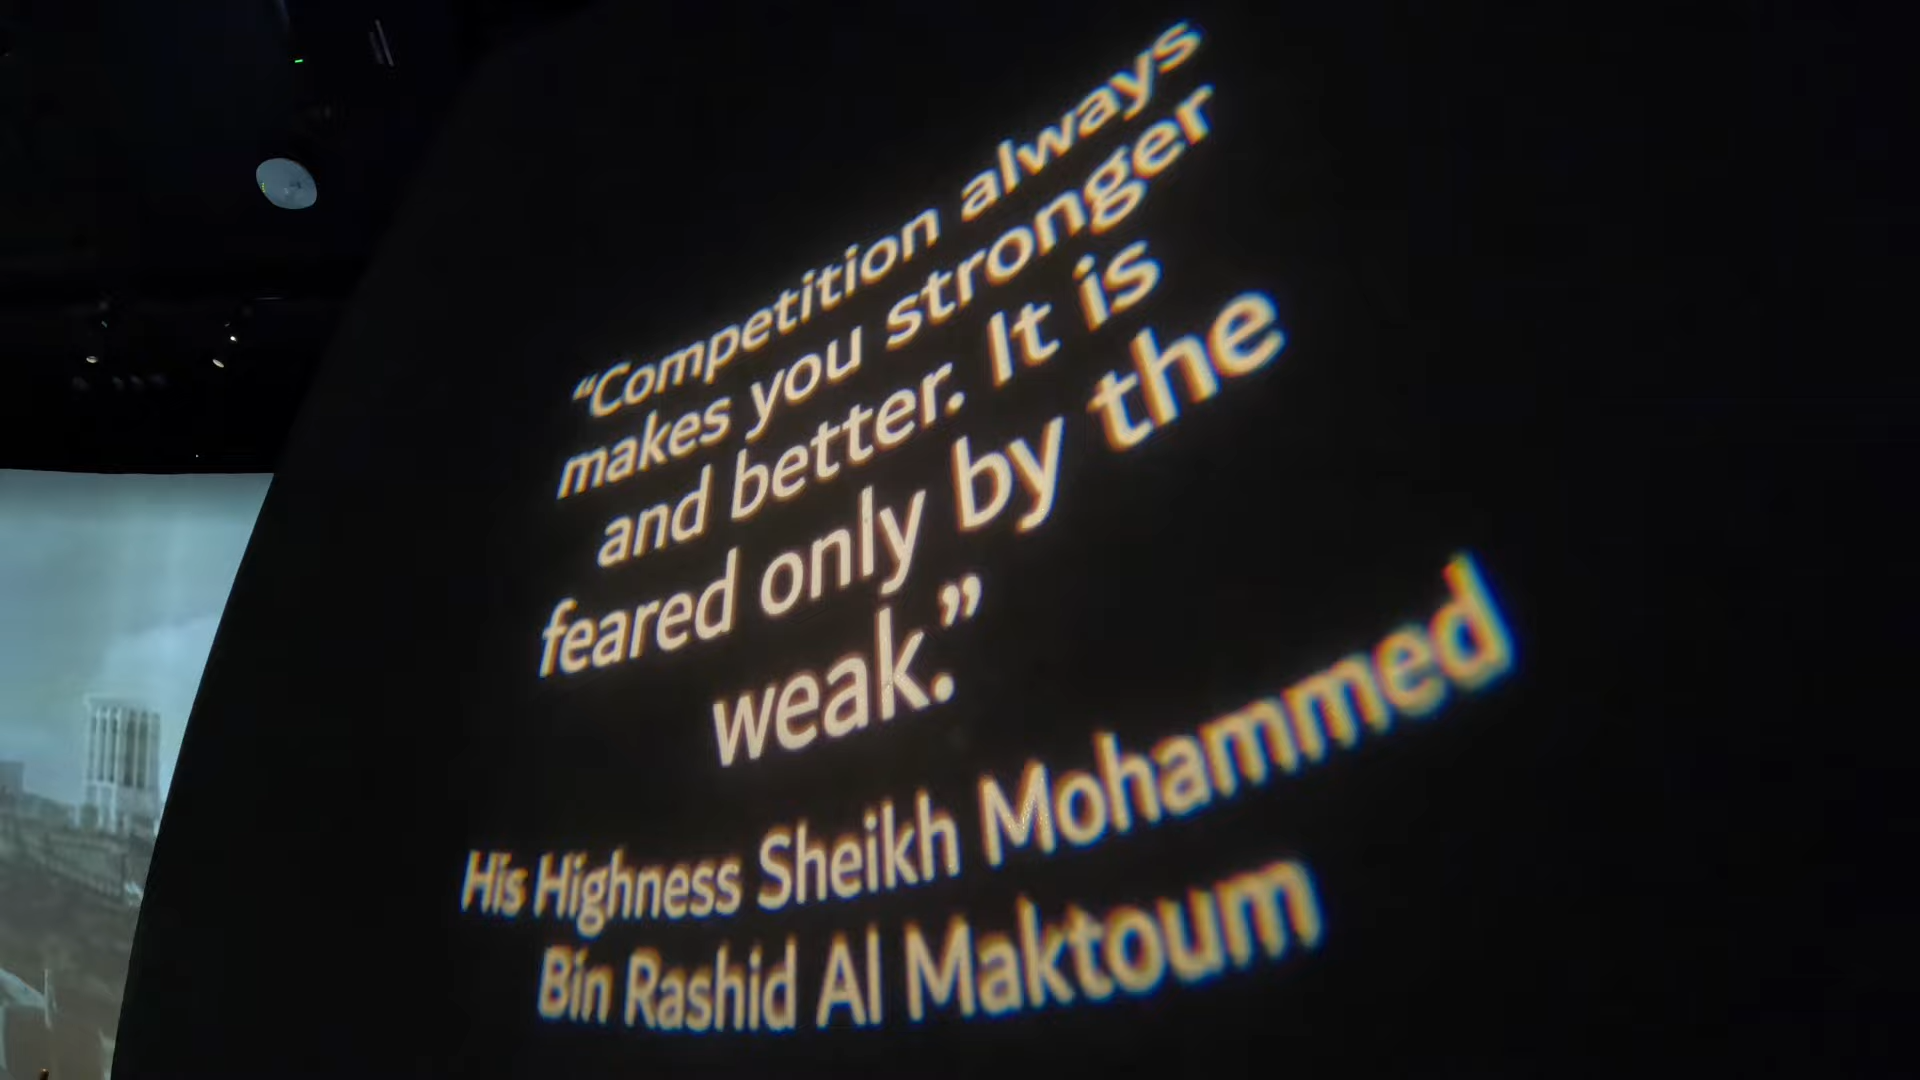 “Competition always
makes you stronger
and better. It is
feared only by the
weak.”
His Highness Sheikh Mohammed
Bin Rashid Al Maktoum